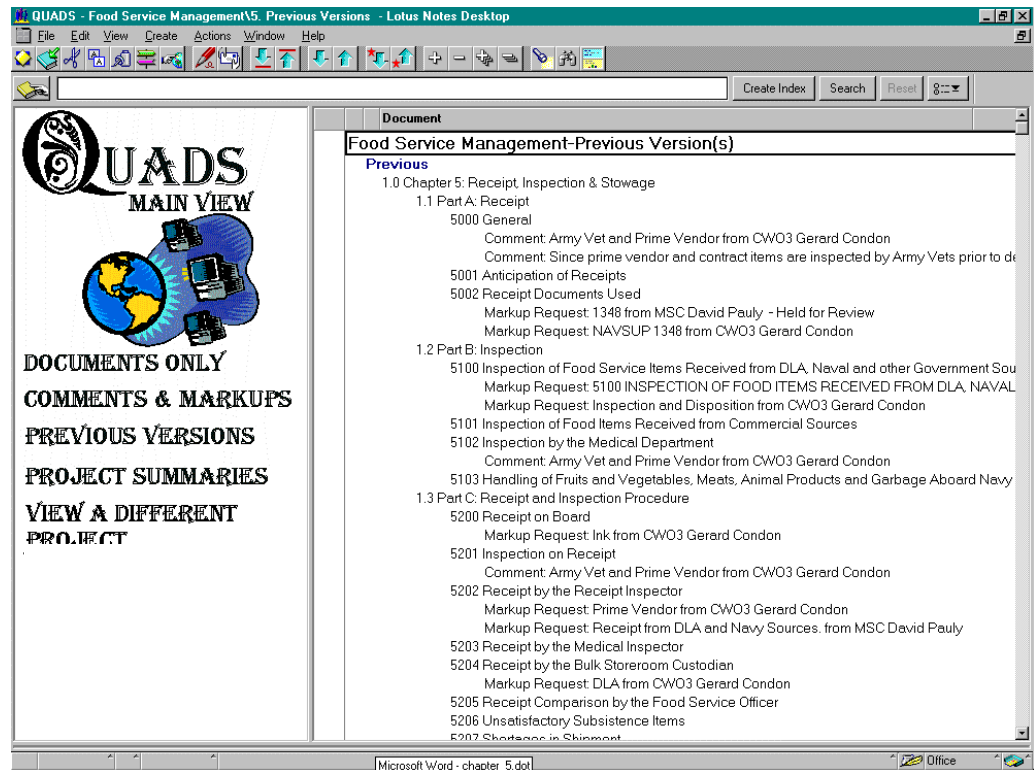 QUADS - Food Service Management\5. Previous Versions - Lotus Notes Desktop
File Edit View Create Actions Window Help
Create Index Search Reset
QUADS
MAIN VIEW
DOCUMENTS ONLY
COMMENTS & MARKUPS
PREVIOUS VERSIONS
PROJECT SUMMARIES
VIEW A DIFFERENT
PROJECT
Document
Food Service Management-Previous Version(s)
Previous
1.0 Chapter 5: Receipt, Inspection & Stowage
1.1 Part A: Receipt
5000 General
Comment: Army Vet and Prime Vendor from CWO3 Gerard Condon
Comment: Since prime vendor and contract items are inspected by Army Vets prior to de
5001 Anticipation of Receipts
5002 Receipt Documents Used
Markup Request: 1348 from MSC David Pauly - Held for Review
Markup Request: NAVSUP 1348 from CWO3 Gerard Condon
1.2 Part B: Inspection
5100 Inspection of Food Service Items Received from DLA, Naval and other Government Sou
Markup Request: 5100 INSPECTION OF FOOD ITEMS RECEIVED FROM DLA, NAVAL
Markup Request: Inspection and Disposition from CWO3 Gerard Condon
5101 Inspection of Food Items Received from Commercial Sources
5102 Inspection by the Medical Department
Comment: Army Vet and Prime Vendor from CWO3 Gerard Condon
5103 Handling of Fruits and Vegetables, Meats, Animal Products and Garbage Aboard Navy
1.3 Part C: Receipt and Inspection Procedure
5200 Receipt on Board
Markup Request: Ink from CWO3 Gerard Condon
5201 Inspection on Receipt
Comment: Army Vet and Prime Vendor from CWO3 Gerard Condon
5202 Receipt by the Receipt Inspector
Markup Request: Prime Vendor from CWO3 Gerard Condon
Markup Request: Receipt from DLA and Navy Sources. from MSC David Pauly
5203 Receipt by the Medical Inspector
5204 Receipt by the Bulk Storeroom Custodian
Markup Request: DLA from CWO3 Gerard Condon
5205 Receipt Comparison by the Food Service Officer
5206 Unsatisfactory Subsistence Items
5207 Shortages in Shipment
Microsoft Word - chapter_5.dot
Office